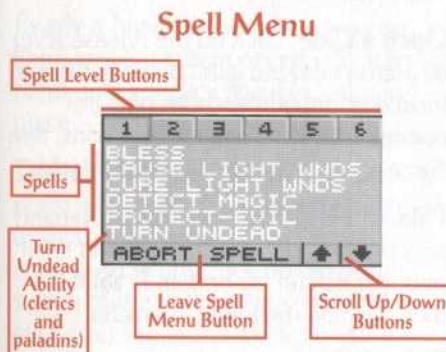 Spell Menu
Spell Level Buttons
1 2 3 4 5 6
Spells
BLESS
CAUSE LIGHT WNDS
CURE LIGHT WNDS
DETECT MAGIC
PROTECT-EVIL
TURN UNDEAD
ABORT SPELL
Turn
Undead
Ability
(clerics
and
paladins)
Leave Spell
Menu Button
Scroll Up/Down
Buttons